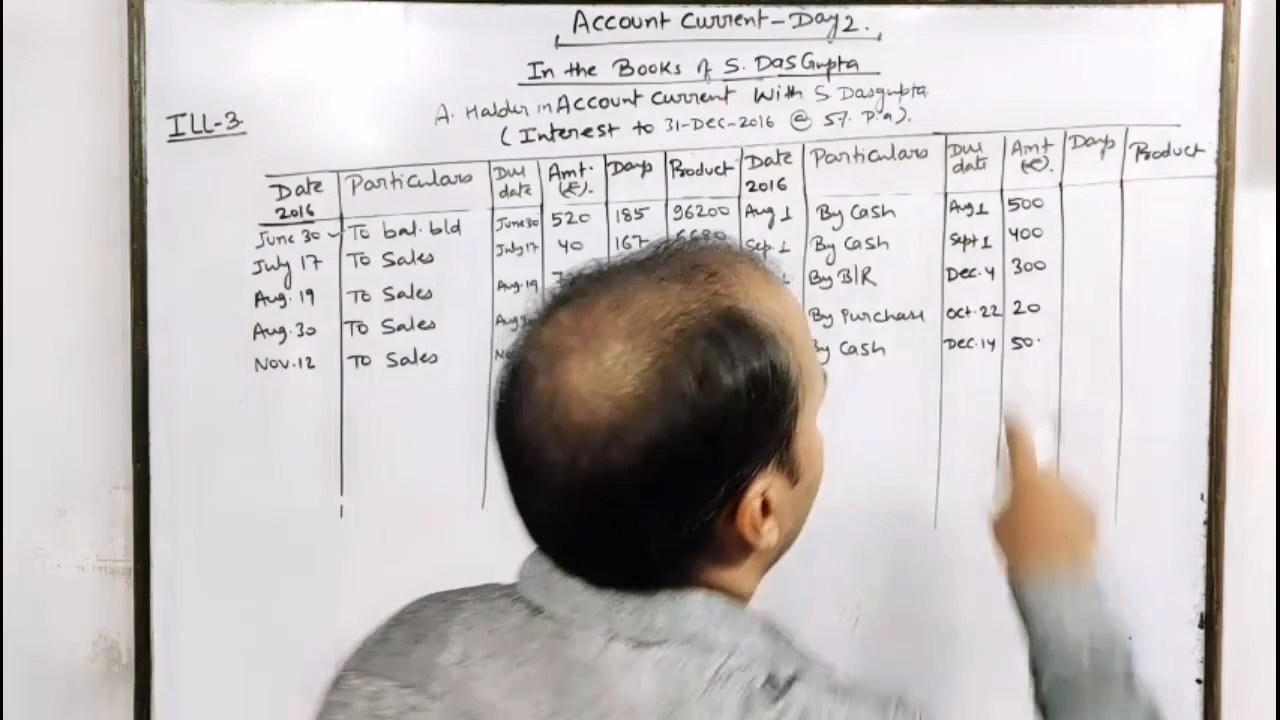 Account Current-Day 2.
In the Books of S. DasGupta
A. Halder in Account Current With S. Dasgupta
ILL-3
(Interest to 31-Dec-2016 @ 5%. P.a).
Date 2016 Particulars Due date Amt. (₹). Days Product Date 2016 Particulars Due date Amt (₹). Days Product
June 30 To bal. bld June 30 520 185 96200 Aug 1 By Cash Aug 1 500
July 17 To Sales July 17 40 167 6680 Sep. 1 By Cash Sept 1 400
Aug. 19 To Sales Aug. 19 By B/R Dec. 4 300
Aug. 30 To Sales By Purchase Oct. 22 20
Nov. 12 To Sales By Cash Dec. 14 50.